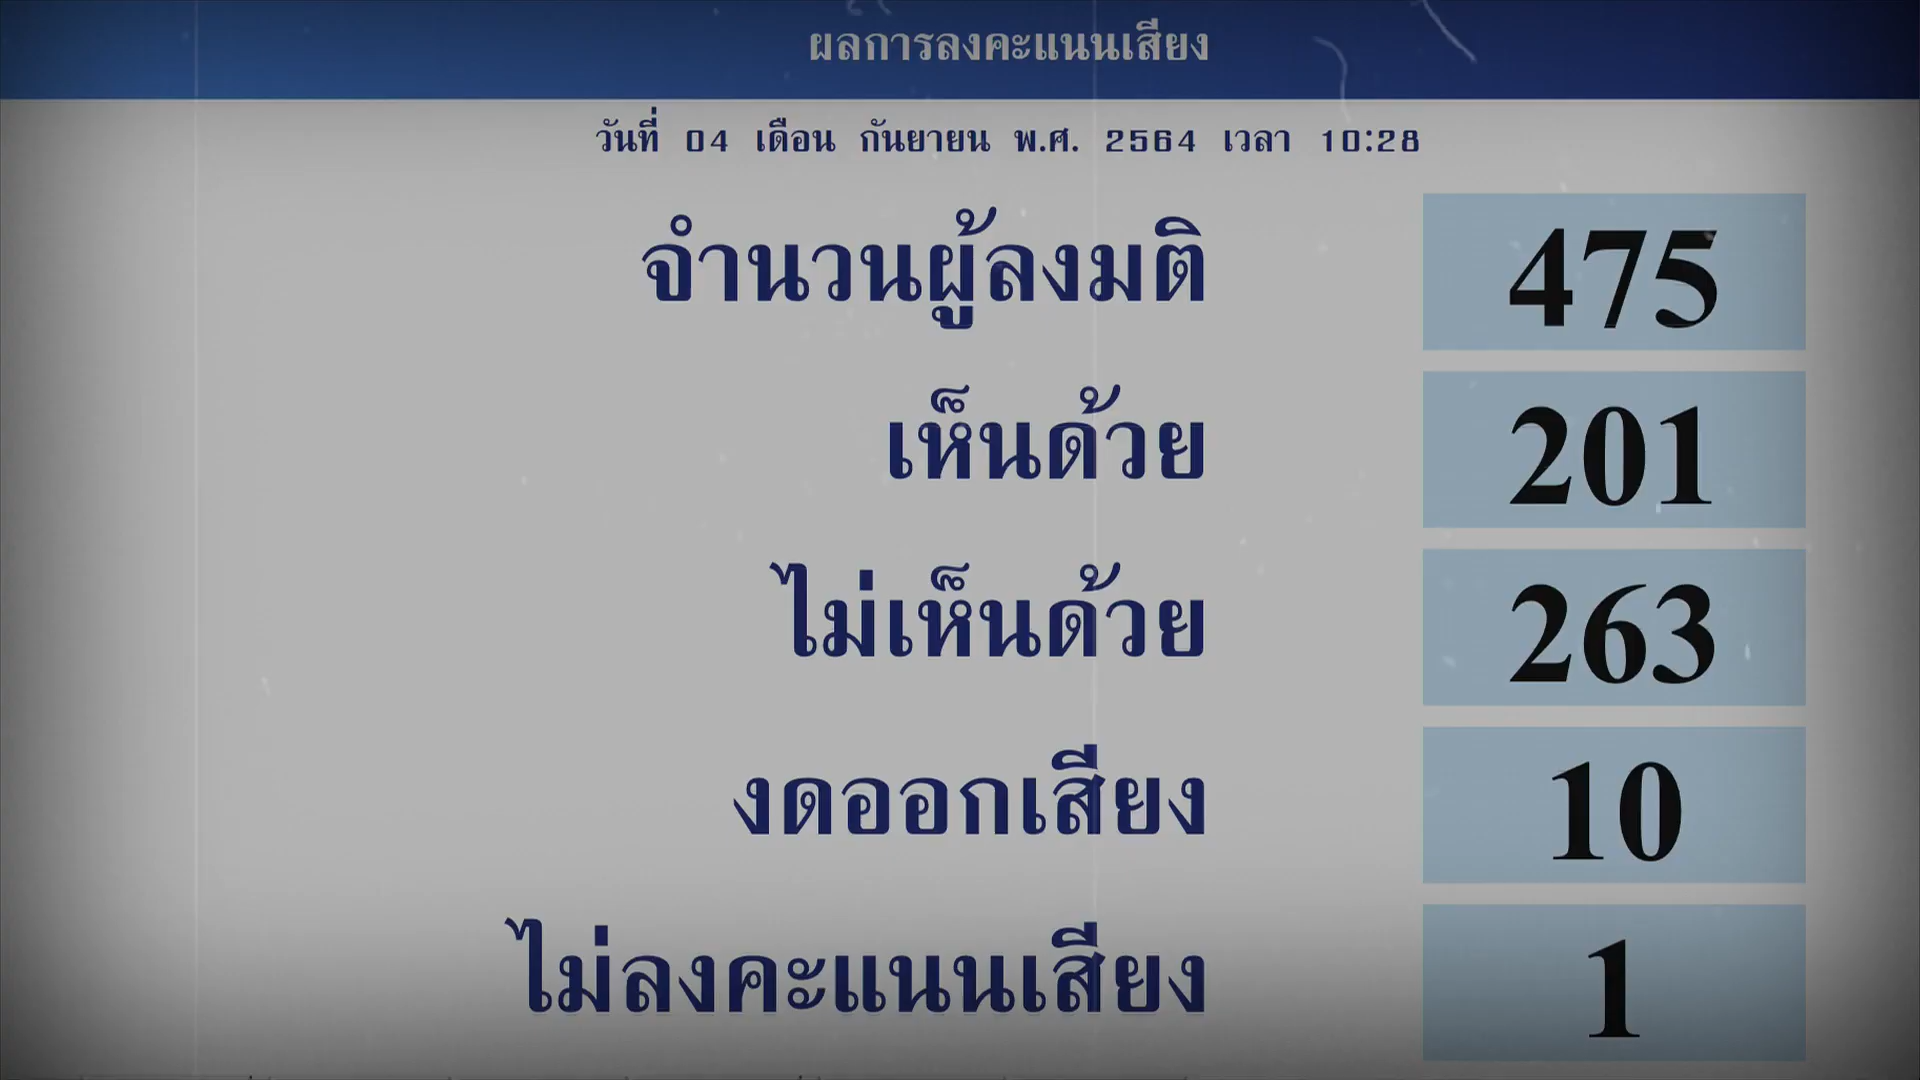 ผลการลงคะแนนเสียง
วันที่ 04 เดือน กันยายน พ.ศ. 2564 เวลา 10:28
จำนวนผู้ลงมติ 475
เห็นด้วย 201
ไม่เห็นด้วย 263
งดออกเสียง 10
ไม่ลงคะแนนเสียง 1